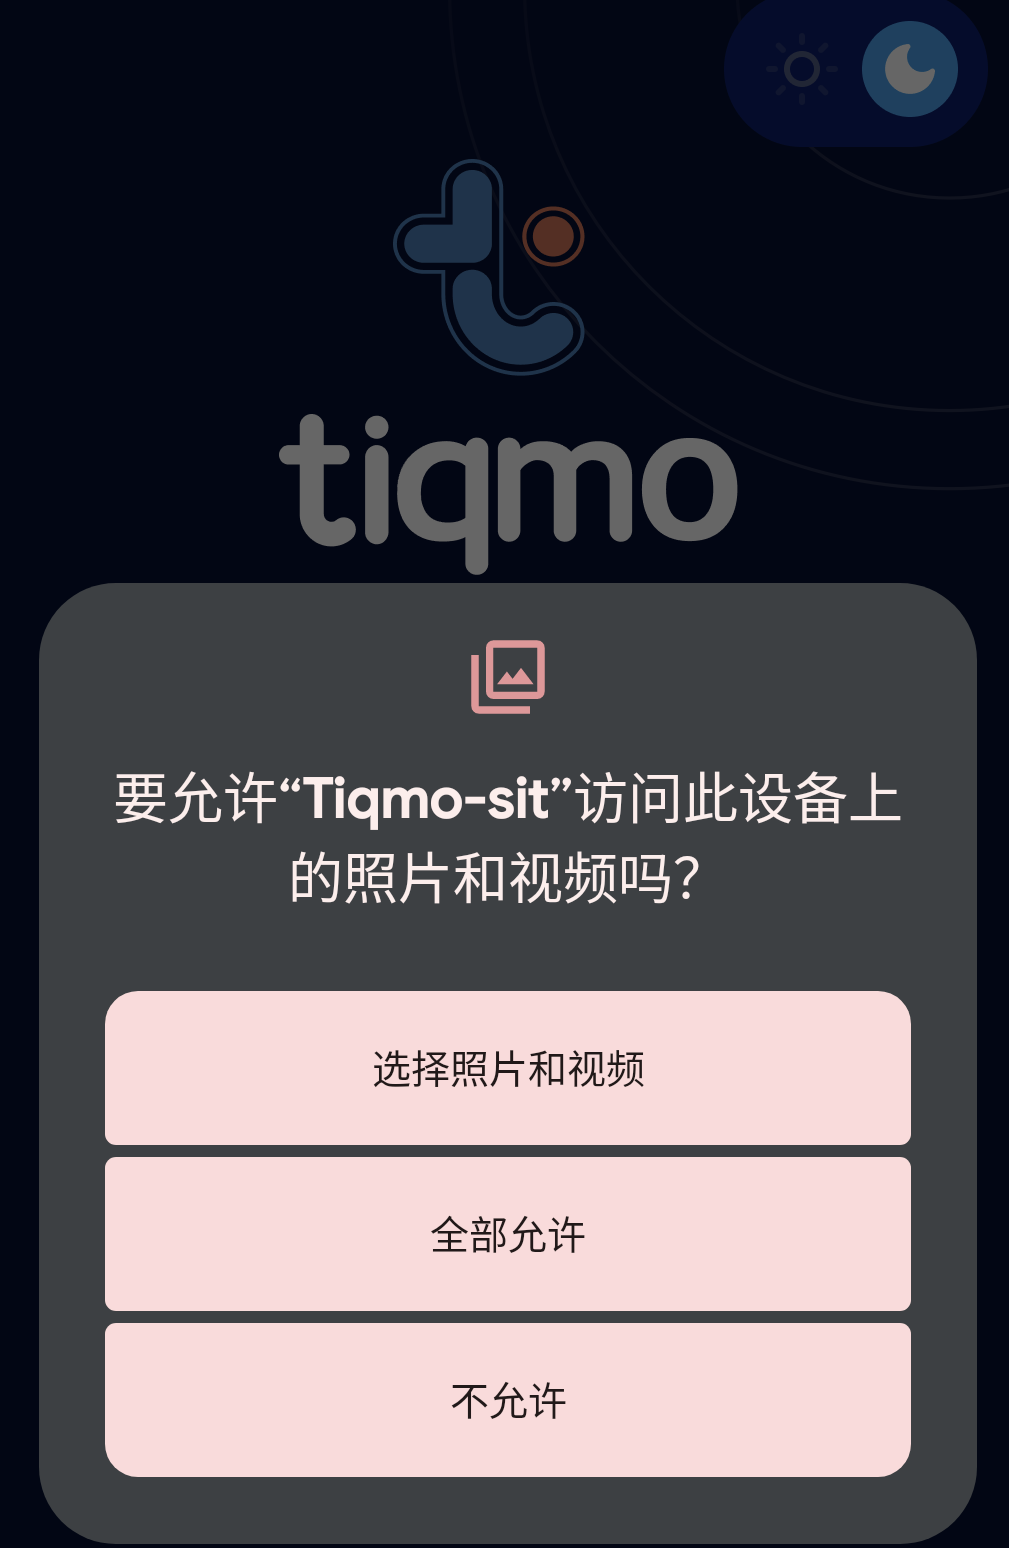 tiqmo
要允许“Tiqmo-sit”访问此设备上
的照片和视频吗？
选择照片和视频
全部允许
不允许